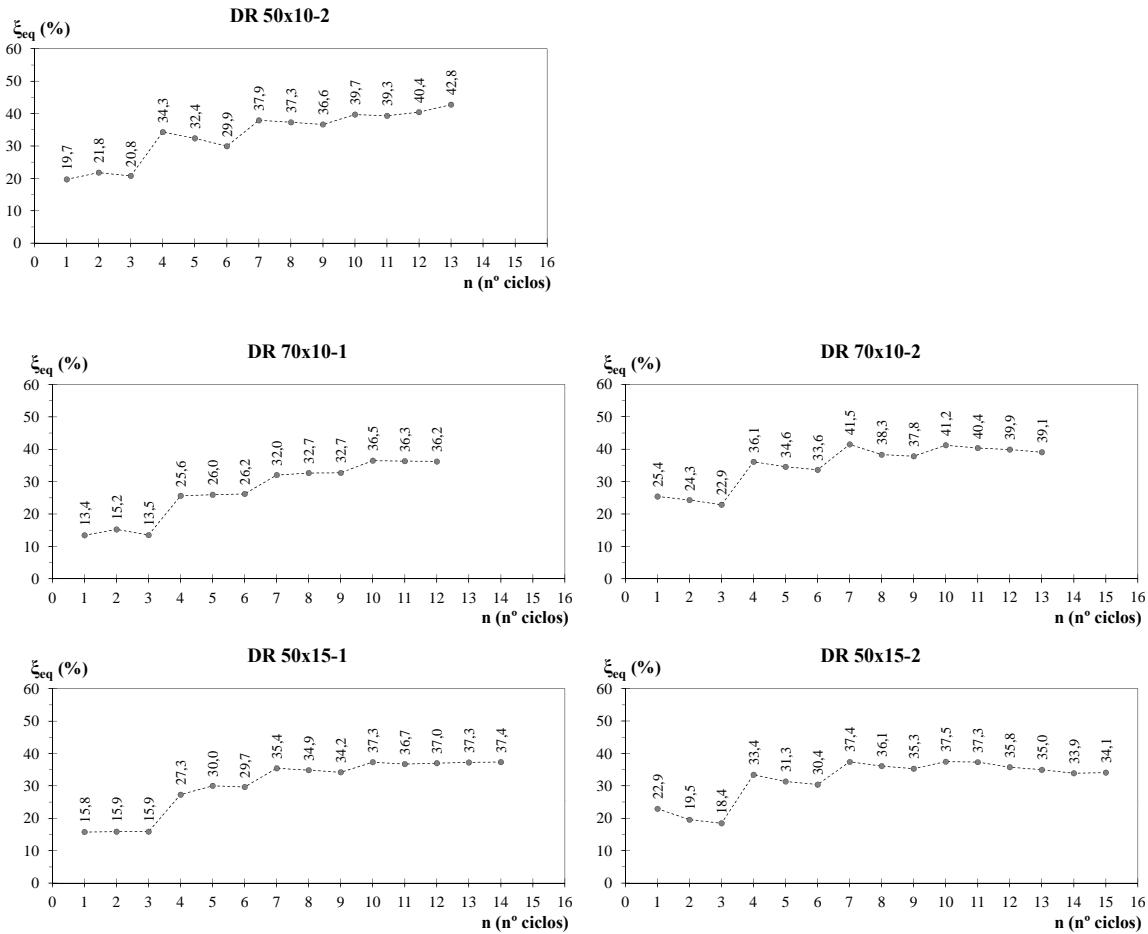 DR 50x10-2
ξeq (%)
60
50
40
30
20
10
0
19,7 21,8 20,8 34,3 32,4 29,9 37,9 37,3 36,6 39,7 39,3 40,4 42,8
0 1 2 3 4 5 6 7 8 9 10 11 12 13 14 15 16
n (nº ciclos)
DR 70x10-1
ξeq (%)
60
50
40
30
20
10
0
13,4 15,2 13,5 25,6 26,0 26,2 32,0 32,7 32,7 36,5 36,3 36,2
0 1 2 3 4 5 6 7 8 9 10 11 12 13 14 15 16
n (nº ciclos)
DR 70x10-2
ξeq (%)
60
50
40
30
20
10
0
25,4 24,3 22,9 36,1 34,6 33,6 41,5 38,3 37,8 41,2 40,4 39,9 39,1
0 1 2 3 4 5 6 7 8 9 10 11 12 13 14 15 16
n (nº ciclos)
DR 50x15-1
ξeq (%)
60
50
40
30
20
10
0
15,8 15,9 15,9 27,3 30,0 29,7 35,4 34,9 34,2 37,3 36,7 37,0 37,3 37,4
0 1 2 3 4 5 6 7 8 9 10 11 12 13 14 15 16
n (nº ciclos)
DR 50x15-2
ξeq (%)
60
50
40
30
20
10
0
22,9 19,5 18,4 33,4 31,3 30,4 37,4 36,1 35,3 37,5 37,3 35,8 35,0 33,9 34,1
0 1 2 3 4 5 6 7 8 9 10 11 12 13 14 15 16
n (nº ciclos)